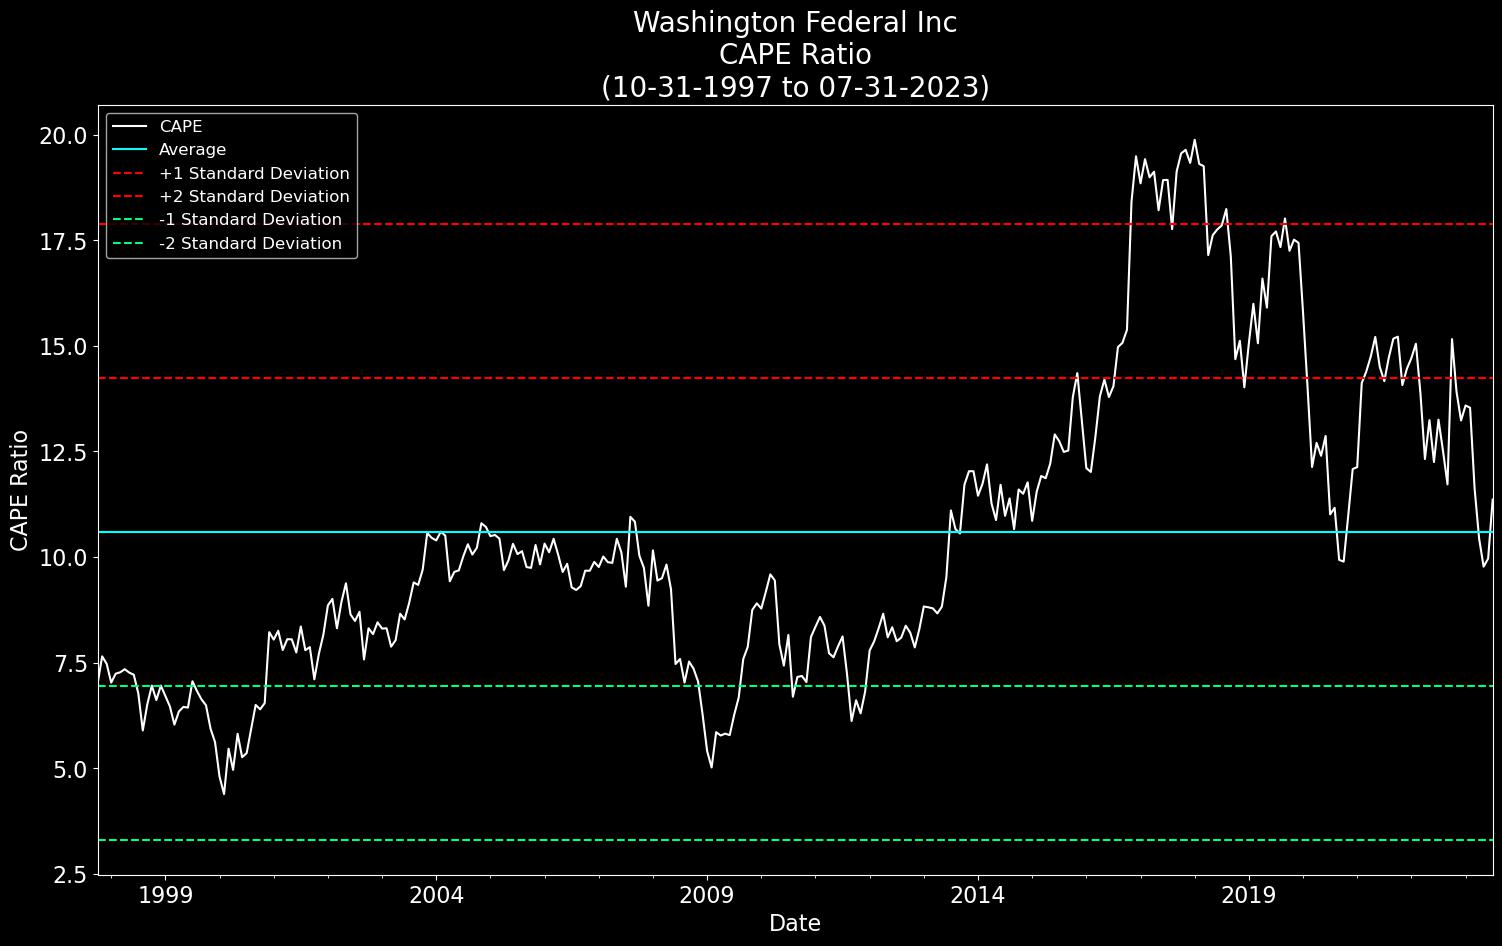 Washington Federal Inc
CAPE Ratio
(10-31-1997 to 07-31-2023)
CAPE
Average
+1 Standard Deviation
+2 Standard Deviation
-1 Standard Deviation
-2 Standard Deviation
CAPE Ratio
20.0
17.5
15.0
12.5
10.0
7.5
5.0
2.5
1999
2004
2009
2014
2019
Date